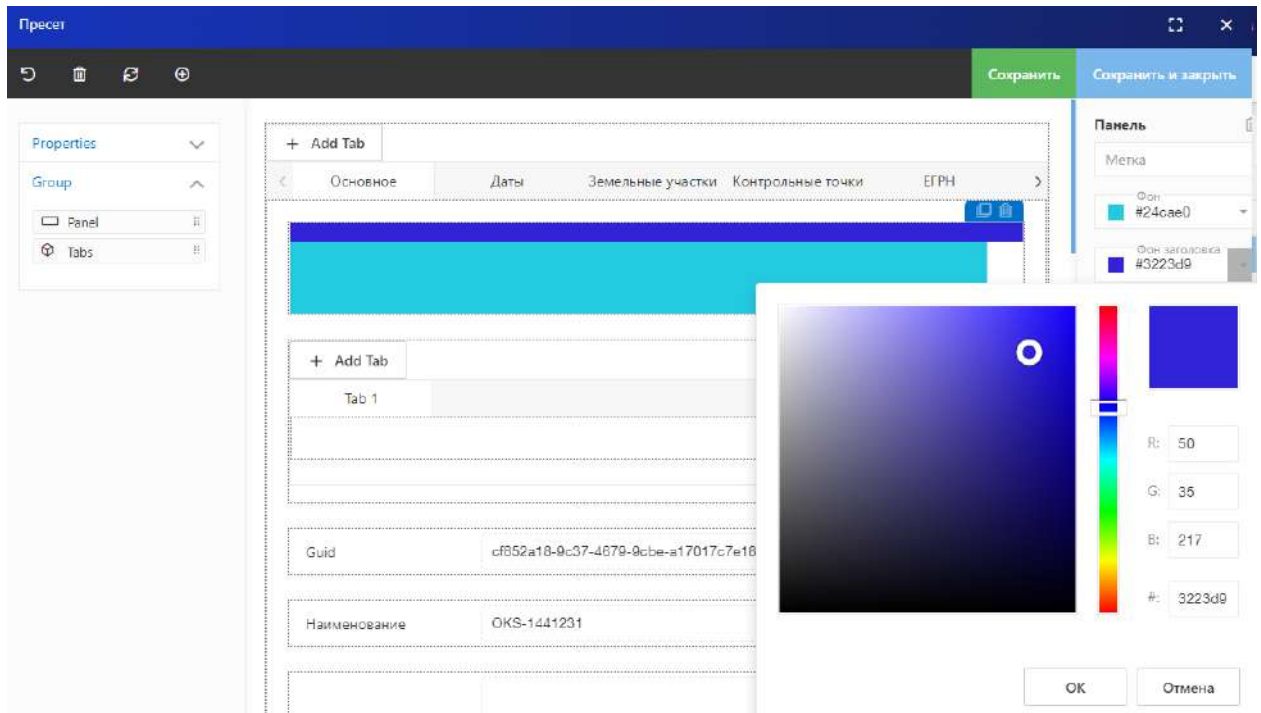 Пресет
Сохранить
Сохранить и закрыть
Properties
Group
Panel
Tabs
+ Add Tab
Основное
Даты
Земельные участки
Контрольные точки
ЕГРН
Панель
Метка
Фон
#24cae0
Фон заголовка
#3223d9
+ Add Tab
Tab 1
Guid
cf852a18-9c37-4679-9cbe-a17017c7e18
Наименование
OKS-1441231
R: 50
G: 35
B: 217
#: 3223d9
OK
Отмена